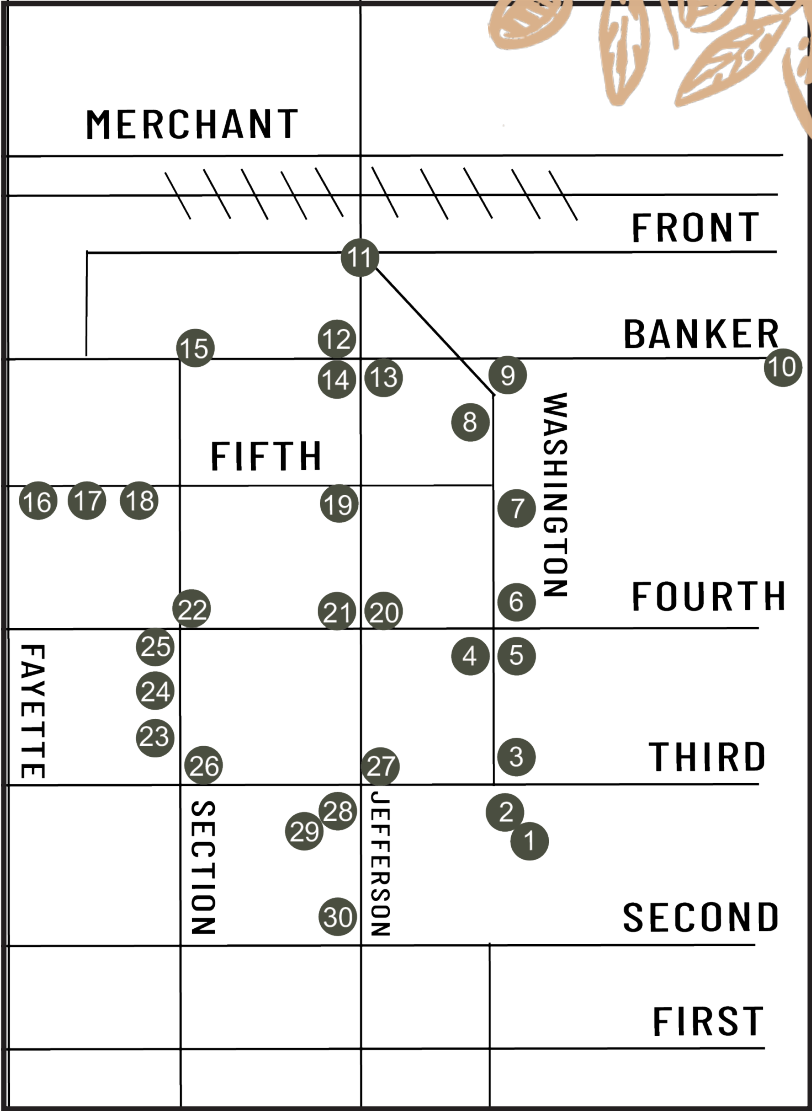 MERCHANT
FRONT
11
BANKER
12
15
10
13
14
9
WASHINGTON
8
FIFTH
16
17
18
19
7
FOURTH
6
22
21
20
FAYETTE
25
4
5
24
23
THIRD
3
26
27
SECTION
JEFFERSON
28
2
29
1
30
SECOND
FIRST